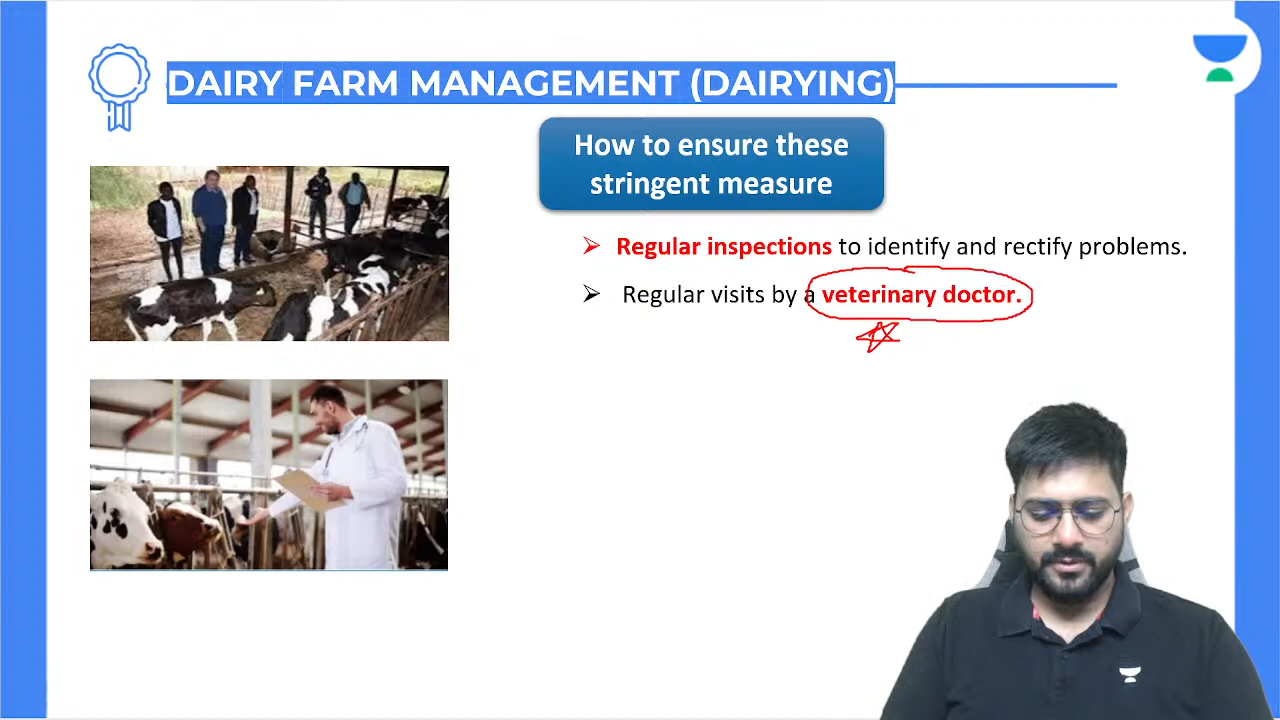 DAIRY FARM MANAGEMENT (DAIRYING)
How to ensure these
stringent measure
Regular inspections to identify and rectify problems.
Regular visits by a veterinary doctor.